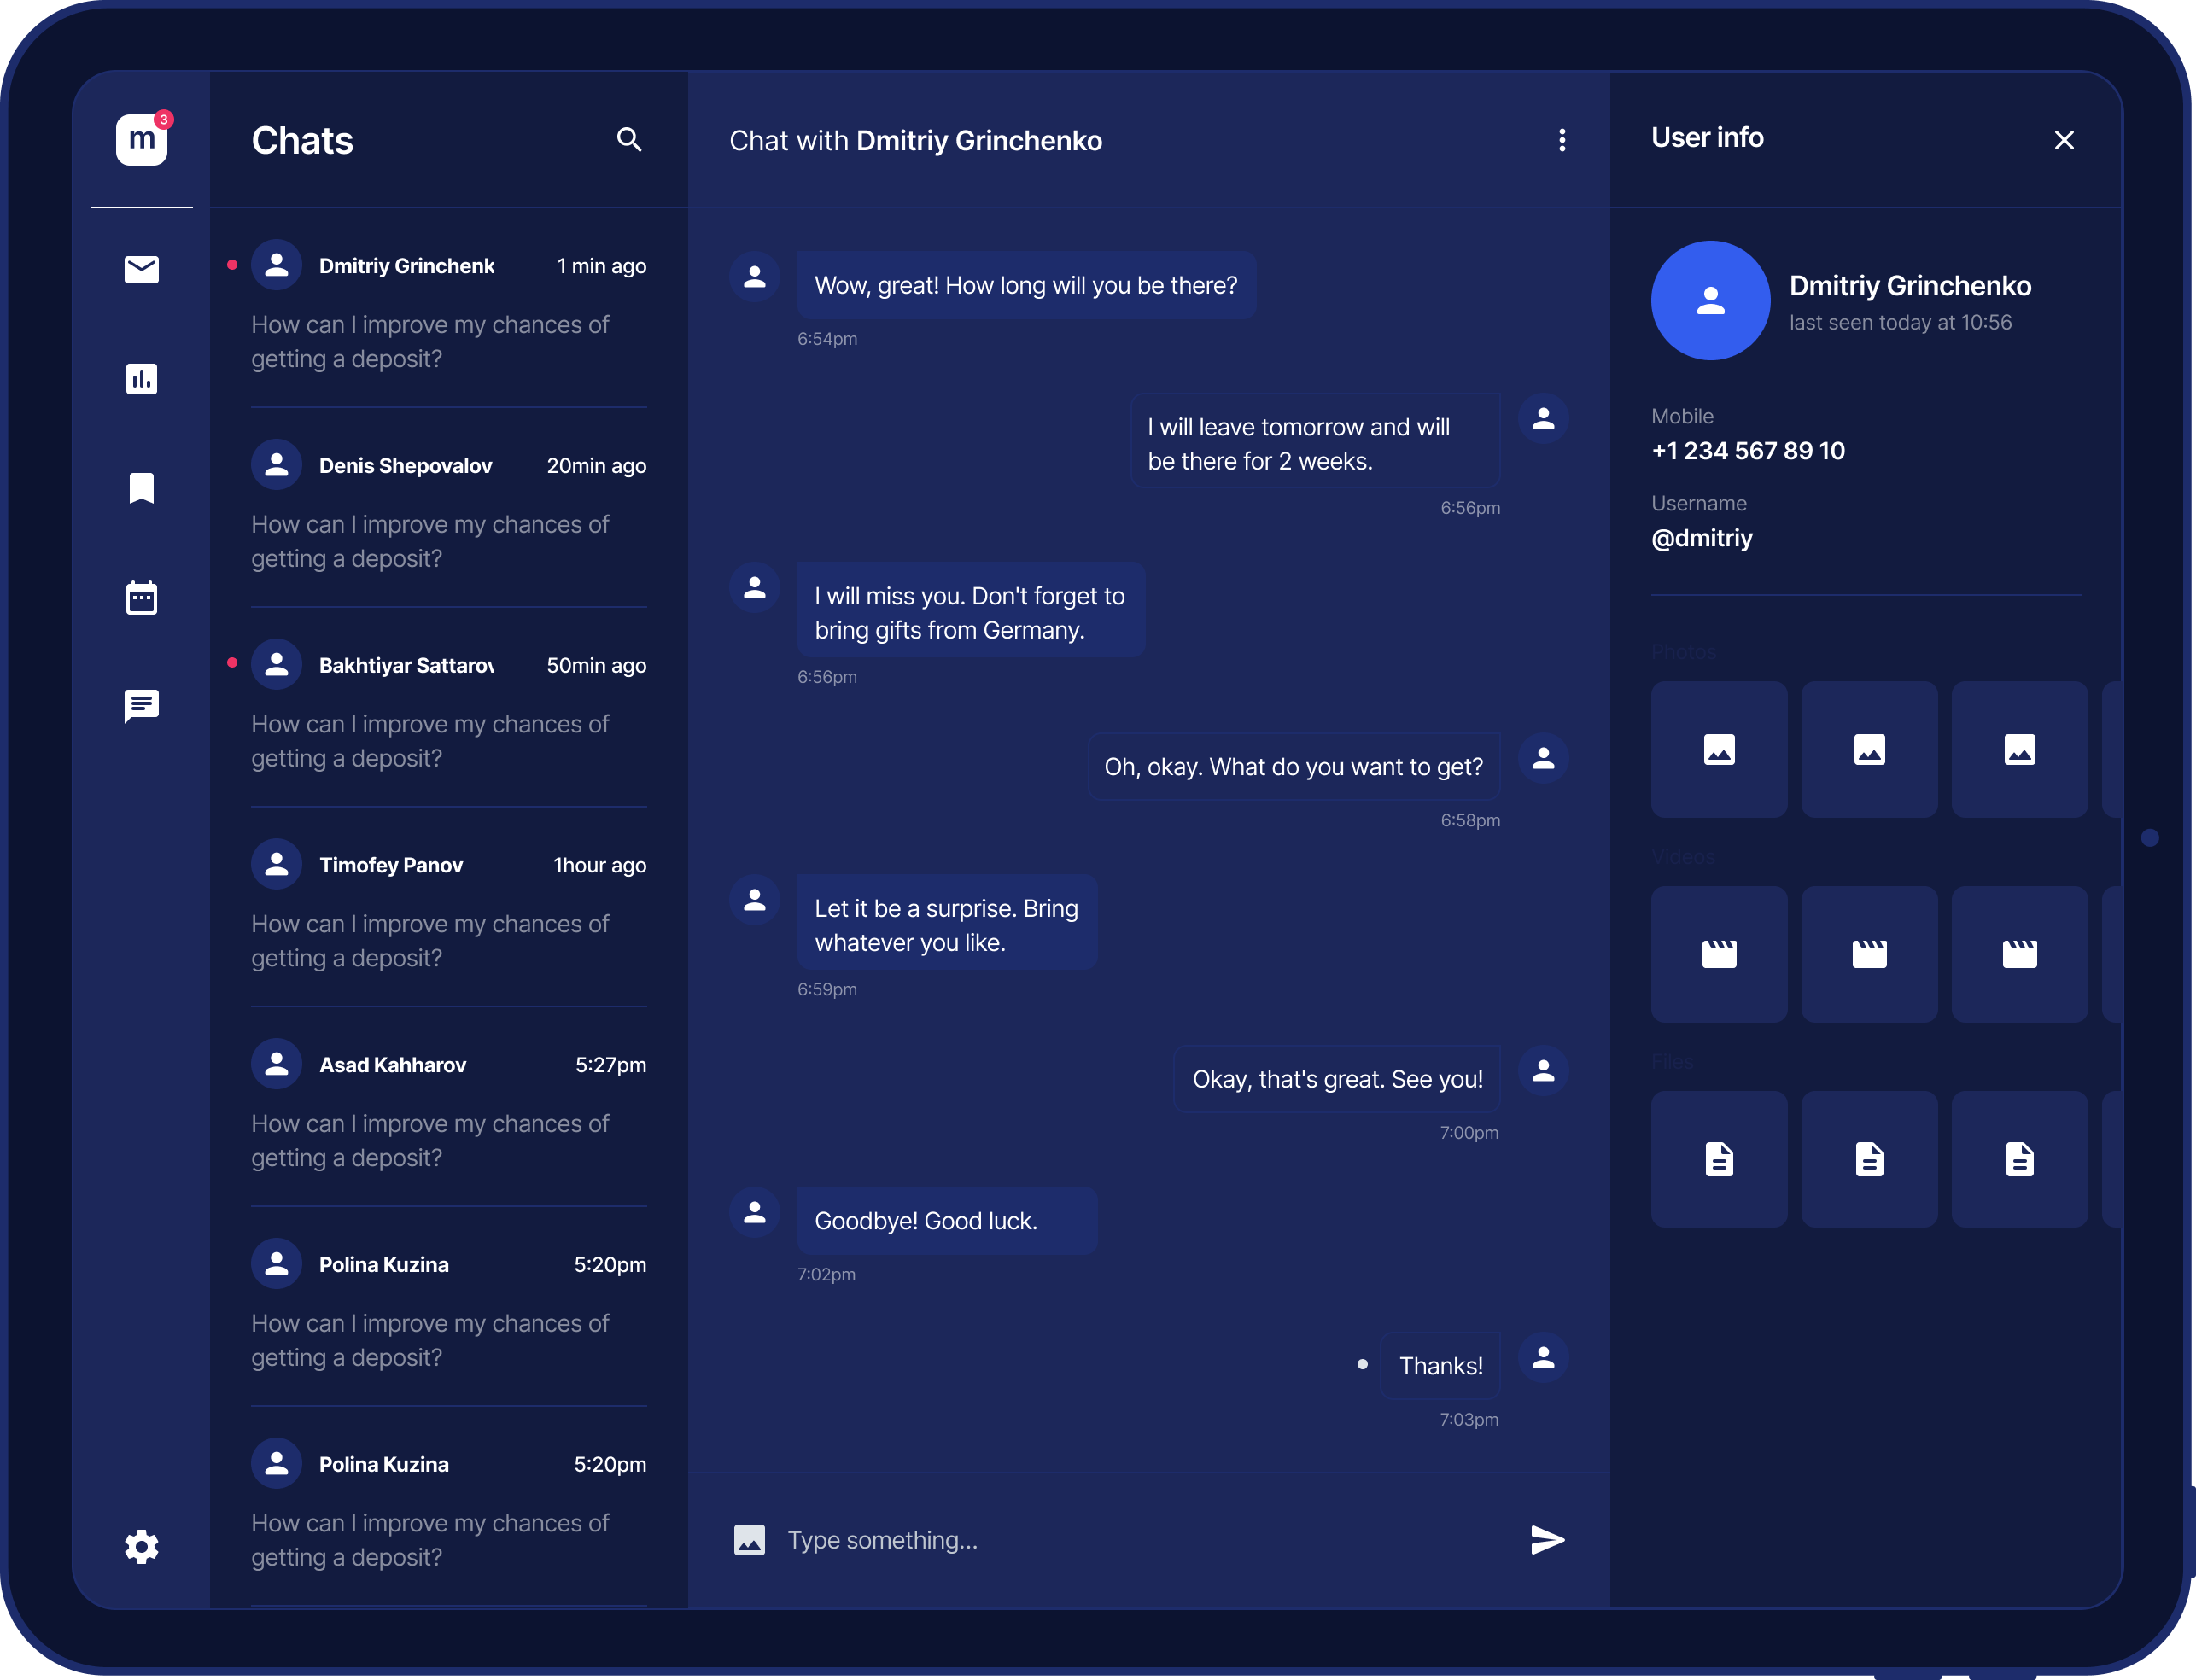 m
3
Chats
Dmitriy Grinchenk
1 min ago
How can I improve my chances of
getting a deposit?
Denis Shepovalov
20min ago
How can I improve my chances of
getting a deposit?
Bakhtiyar Sattarov
50min ago
How can I improve my chances of
getting a deposit?
Timofey Panov
1hour ago
How can I improve my chances of
getting a deposit?
Asad Kahharov
5:27pm
How can I improve my chances of
getting a deposit?
Polina Kuzina
5:20pm
How can I improve my chances of
getting a deposit?
Polina Kuzina
5:20pm
How can I improve my chances of
getting a deposit?
Chat with Dmitriy Grinchenko
Wow, great! How long will you be there?
6:54pm
I will leave tomorrow and will
be there for 2 weeks.
6:56pm
I will miss you. Don't forget to
bring gifts from Germany.
6:56pm
Oh, okay. What do you want to get?
6:58pm
Let it be a surprise. Bring
whatever you like.
6:59pm
Okay, that's great. See you!
7:00pm
Goodbye! Good luck.
7:02pm
Thanks!
7:03pm
Type something...
User info
Dmitriy Grinchenko
last seen today at 10:56
Mobile
+1 234 567 89 10
Username
@dmitriy
Photos
Videos
Files